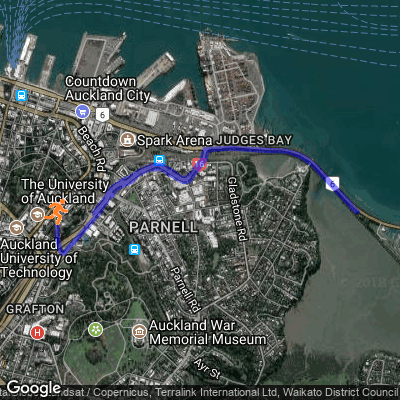 Countdown
Auckland City
6
Beach Rd
Spark Arena
JUDGES BAY
The University
of Auckland
Gladstone Rd
6
Auckland
University of
Technology
PARNELL
Parnell Rd
GRAFTON
H
Auckland War
Memorial Museum
Ayr St
Google
dsat / Copernicus, Terralink International Ltd, Waikato District Council